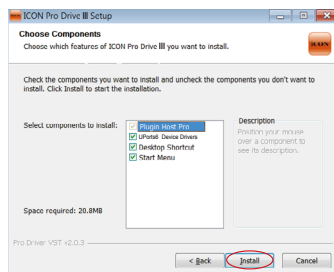 ICON Pro Drive III Setup
Choose Components
Choose which features of ICON Pro Drive III you want to install.
ICON
Check the components you want to install and uncheck the components you don't want to
install. Click Install to start the installation.
Select components to install:
Plugin Host Pro
UPorts6 Device Drivers
Desktop Shortcut
Start Menu
Description
Position your mouse
over a component to
see its description.
Space required: 20.8MB
Pro Driver VST v2.0.3
< Back
Install
Cancel